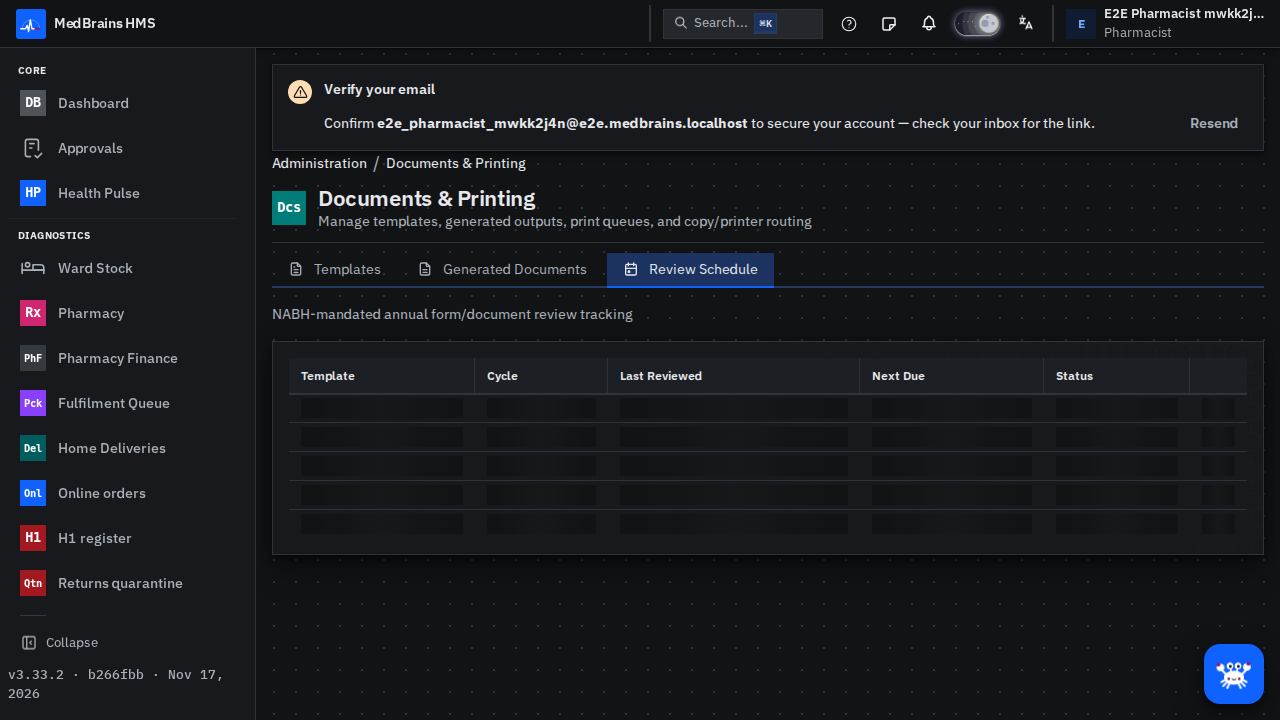 MedBrains HMS
Search...
⌘K
E
E2E Pharmacist mwkk2j...
Pharmacist
CORE
DB Dashboard
Approvals
HP Health Pulse
DIAGNOSTICS
Ward Stock
Rx Pharmacy
PhF Pharmacy Finance
Pck Fulfilment Queue
Del Home Deliveries
Onl Online orders
H1 H1 register
Qtn Returns quarantine
Collapse
v3.33.2 · b266fbb · Nov 17,
2026
Verify your email
Confirm e2e_pharmacist_mwkk2j4n@e2e.medbrains.localhost to secure your account — check your inbox for the link.
Resend
Administration / Documents & Printing
Dcs Documents & Printing
Manage templates, generated outputs, print queues, and copy/printer routing
Templates Generated Documents Review Schedule
NABH-mandated annual form/document review tracking
Template Cycle Last Reviewed Next Due Status